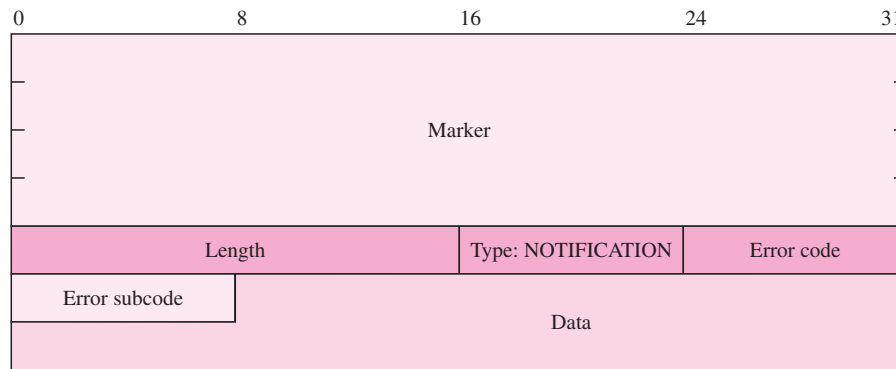 0 8 16 24 31
Marker
Length Type: NOTIFICATION Error code
Error subcode
Data